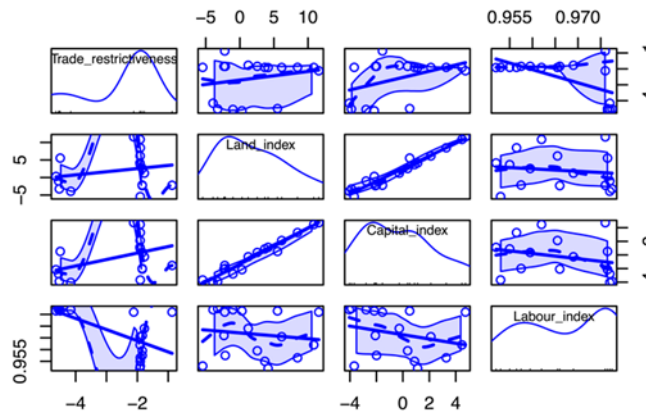 −5 0 5 10
0.955 0.970
Trade_restrictiveness
Land_index
−5 5
Capital_index
Labour_index
0.955
−4 −2
−4 0 2 4